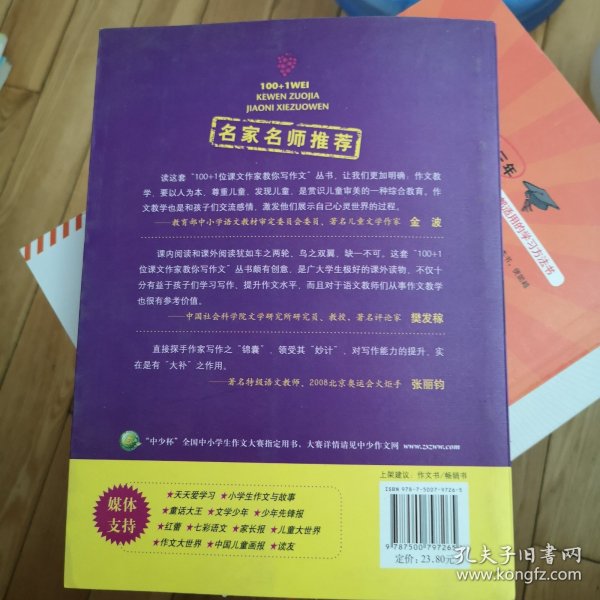 100+1WEI
KEWEN ZUOJIA
JIAONI XIEZUOWEN
名家名师推荐
读这套“100+1位课文作家教你写作文”丛书，让我们更加明确：作文教
学，要以人为本，尊重儿童，发现儿童，是赏识儿童审美的一种综合教育。作
文教学也是和孩子们交流感情，激发他们展示自己心灵世界的过程。
——教育部中小学语文教材审定委员会委员、著名儿童文学作家 金 波
课内阅读和课外阅读犹如车之两轮、鸟之双翼，缺一不可。这套“100+1
位课文作家教你写作文”丛书颇有创意，是广大学生极好的课外读物，不仅十
分有益于孩子们学习写作、提升作文水平，而且对于语文教师们从事作文教学
也很有参考价值。
——中国社会科学院文学研究所研究员、教授、著名评论家 樊发稼
直接探手作家写作之“锦囊”，领受其“妙计”，对写作能力的提升，实
在是有“大补”之作用。
——著名特级语文教师、2008北京奥运会火炬手 张丽钧
“中少杯”全国中小学生作文大赛指定用书，大赛详情请见中少作文网 www.zszww.com
媒体
支持
★天天爱学习 ★小学生作文与故事
★童话大王 ★文学少年 ★少年先锋报
★红蕾 ★七彩语文 ★家长报 ★儿童大世界
★作文大世界 ★中国儿童画报 ★读友
上架建议：作文书/畅销书
ISBN 978-7-5007-9726-5
9787500797265
定价：23.80元
三年
都适用的学习方法书
孔夫子旧书网
www.kongfz.com